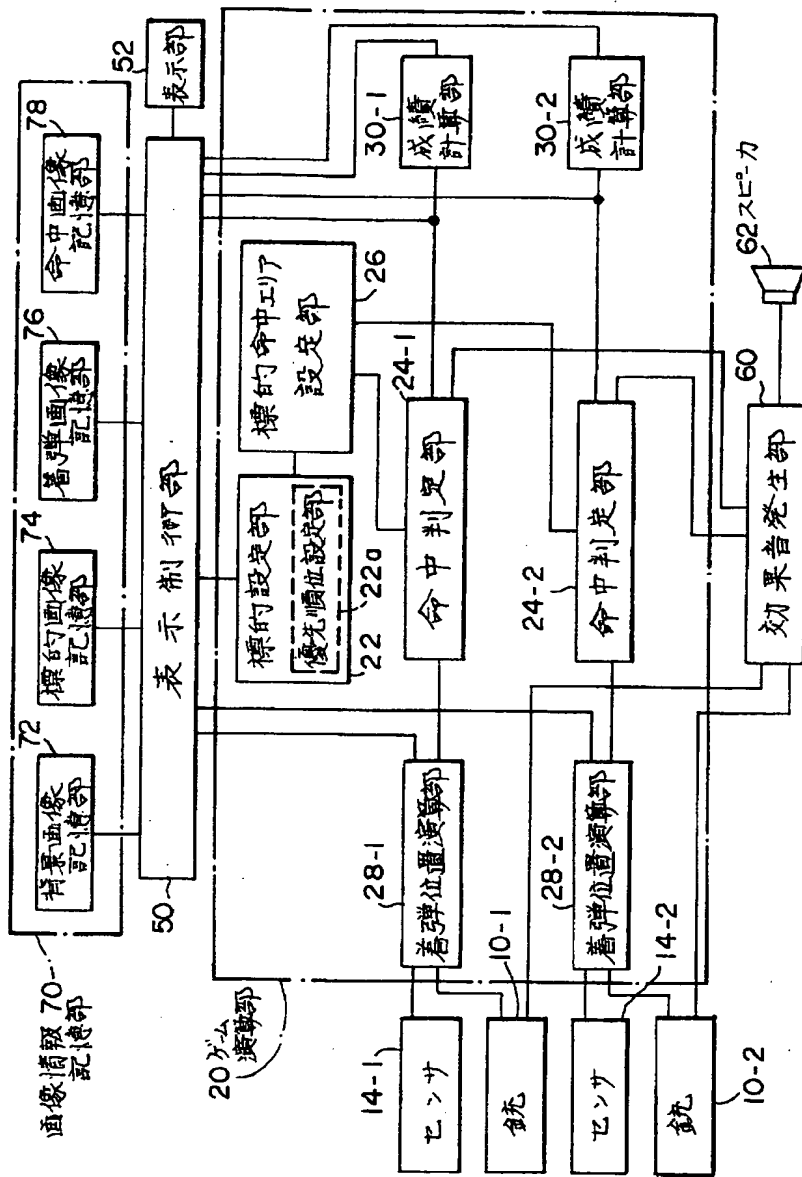 画像情報 70
記憶部
72
背景画像
記憶部
74
標的画像
記憶部
76
着弾画像
記憶部
78
命中画像
記憶部
50
表示制御部
52
表示部
20 ゲーム
演算部
22
標的設定部
優先順位設定部
22a
標的命中エリア
設定部
26
14-1
センサ
10-1
銃
14-2
センサ
10-2
銃
28-1
着弾位置演算部
28-2
着弾位置演算部
24-1
命中判定部
24-2
命中判定部
30-1
成績
計算部
30-2
成績
計算部
60
効果音発生部
62 スピーカ